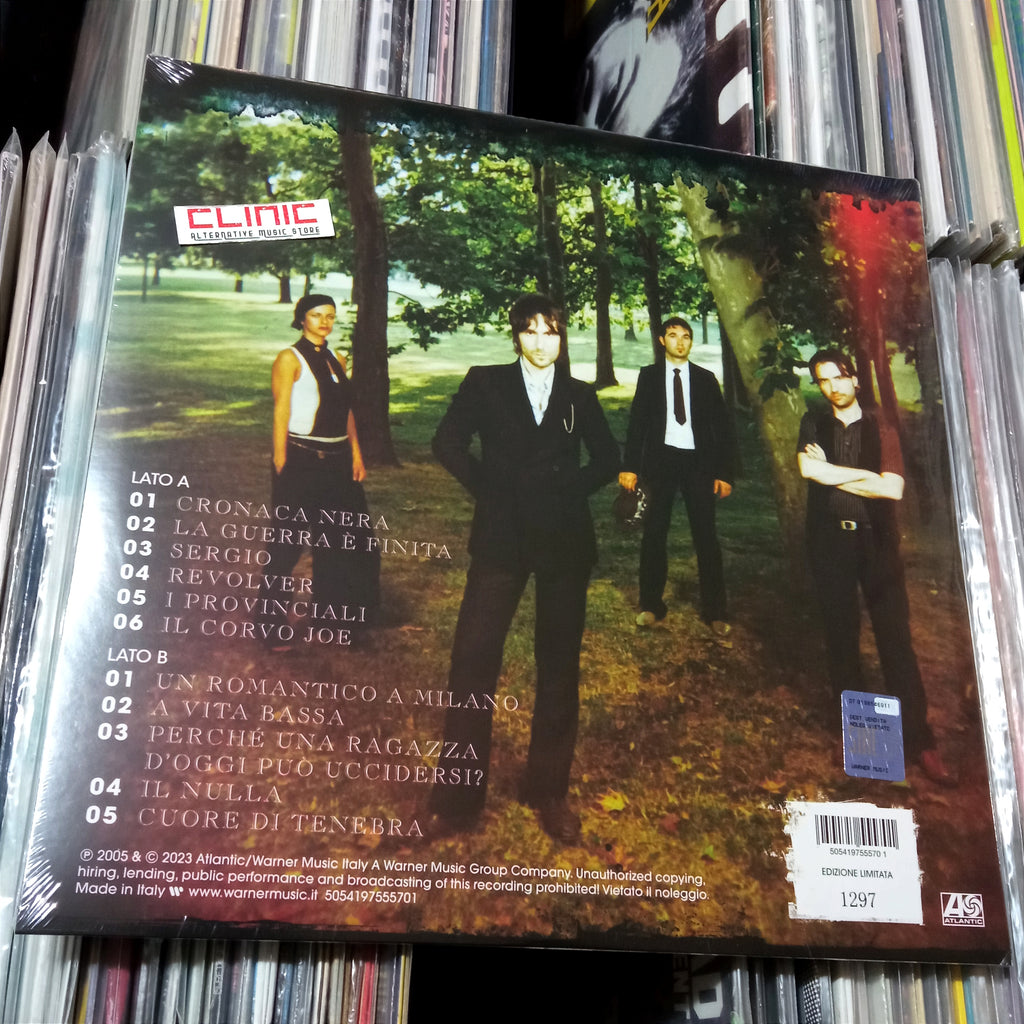 CLINIC
ALTERNATIVE MUSIC STORE
LATO A
01 CRONACA NERA
02 LA GUERRA È FINITA
03 SERGIO
04 REVOLVER
05 I PROVINCIALI
06 IL CORVO JOE
LATO B
01 UN ROMANTICO A MILANO
02 A VITA BASSA
03 PERCHÉ UNA RAGAZZA
D'OGGI PUÒ UCCIDERSI?
04 IL NULLA
05 CUORE DI TENEBRA
℗ 2005 & © 2023 Atlantic/Warner Music Italy A Warner Music Group Company. Unauthorized copying,
hiring, lending, public performance and broadcasting of this recording prohibited! Vietato il noleggio.
Made in Italy www.warnermusic.it 5054197555701
WARNER MUSIC
5054197555701
EDIZIONE LIMITATA
1297
ATLANTIC